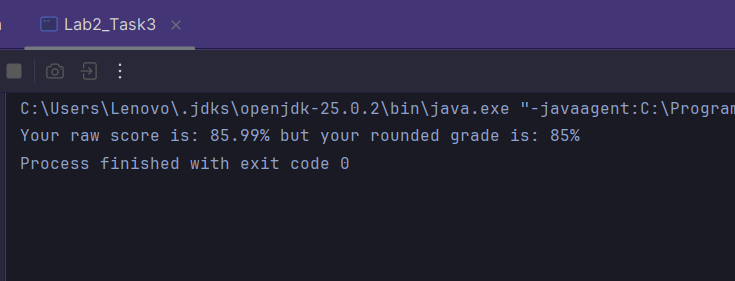 Lab2_Task3
C:\Users\Lenovo\.jdks\openjdk-25.0.2\bin\java.exe "-javaagent:C:\Program
Your raw score is: 85.99% but your rounded grade is: 85%
Process finished with exit code 0